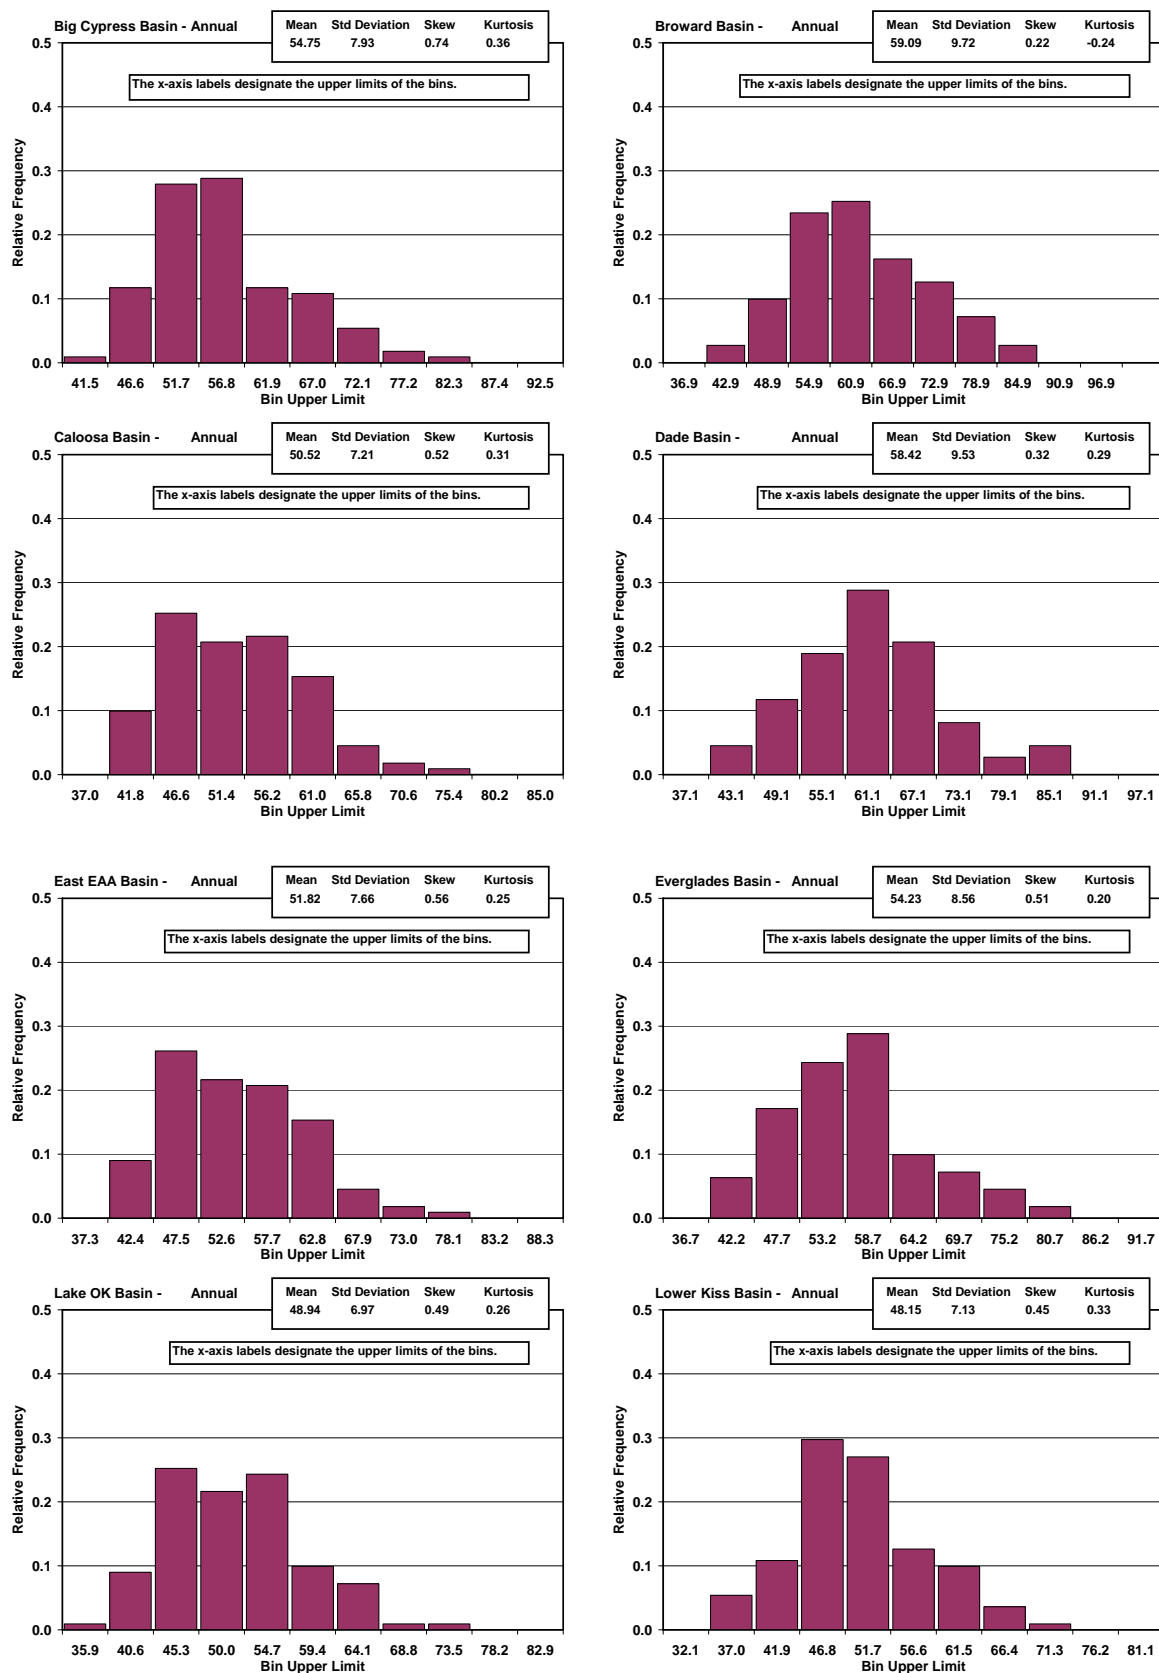 Big Cypress Basin - Annual
Mean Std Deviation Skew Kurtosis
54.75 7.93 0.74 0.36
The x-axis labels designate the upper limits of the bins.
Relative Frequency
0.5
0.4
0.3
0.2
0.1
0.0
41.5 46.6 51.7 56.8 61.9 67.0 72.1 77.2 82.3 87.4 92.5
Bin Upper Limit
Broward Basin - Annual
Mean Std Deviation Skew Kurtosis
59.09 9.72 0.22 -0.24
The x-axis labels designate the upper limits of the bins.
Relative Frequency
0.5
0.4
0.3
0.2
0.1
0.0
36.9 42.9 48.9 54.9 60.9 66.9 72.9 78.9 84.9 90.9 96.9
Bin Upper Limit
Caloosa Basin - Annual
Mean Std Deviation Skew Kurtosis
50.52 7.21 0.52 0.31
The x-axis labels designate the upper limits of the bins.
Relative Frequency
0.5
0.4
0.3
0.2
0.1
0.0
37.0 41.8 46.6 51.4 56.2 61.0 65.8 70.6 75.4 80.2 85.0
Bin Upper Limit
Dade Basin - Annual
Mean Std Deviation Skew Kurtosis
58.42 9.53 0.32 0.29
The x-axis labels designate the upper limits of the bins.
Relative Frequency
0.5
0.4
0.3
0.2
0.1
0.0
37.1 43.1 49.1 55.1 61.1 67.1 73.1 79.1 85.1 91.1 97.1
Bin Upper Limit
East EAA Basin - Annual
Mean Std Deviation Skew Kurtosis
51.82 7.66 0.56 0.25
The x-axis labels designate the upper limits of the bins.
Relative Frequency
0.5
0.4
0.3
0.2
0.1
0.0
37.3 42.4 47.5 52.6 57.7 62.8 67.9 73.0 78.1 83.2 88.3
Bin Upper Limit
Everglades Basin - Annual
Mean Std Deviation Skew Kurtosis
54.23 8.56 0.51 0.20
The x-axis labels designate the upper limits of the bins.
Relative Frequency
0.5
0.4
0.3
0.2
0.1
0.0
36.7 42.2 47.7 53.2 58.7 64.2 69.7 75.2 80.7 86.2 91.7
Bin Upper Limit
Lake OK Basin - Annual
Mean Std Deviation Skew Kurtosis
48.94 6.97 0.49 0.26
The x-axis labels designate the upper limits of the bins.
Relative Frequency
0.5
0.4
0.3
0.2
0.1
0.0
35.9 40.6 45.3 50.0 54.7 59.4 64.1 68.8 73.5 78.2 82.9
Bin Upper Limit
Lower Kiss Basin - Annual
Mean Std Deviation Skew Kurtosis
48.15 7.13 0.45 0.33
The x-axis labels designate the upper limits of the bins.
Relative Frequency
0.5
0.4
0.3
0.2
0.1
0.0
32.1 37.0 41.9 46.8 51.7 56.6 61.5 66.4 71.3 76.2 81.1
Bin Upper Limit